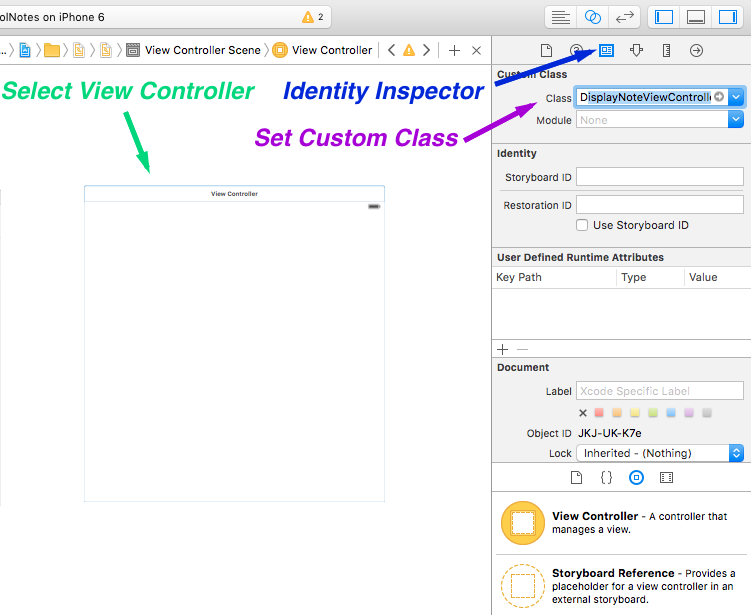 olNotes on iPhone 6
2
... View Controller Scene View Controller
Select View Controller
Identity Inspector
Set Custom Class
View Controller
Custom Class
Class DisplayNoteViewControlle
Module None
Identity
Storyboard ID
Restoration ID
Use Storyboard ID
User Defined Runtime Attributes
Key Path Type Value
Document
Label Xcode Specific Label
Object ID JKJ-UK-K7e
Lock Inherited - (Nothing)
{}
View Controller - A controller that
manages a view.
Storyboard Reference - Provides a
placeholder for a view controller in an
external storyboard.